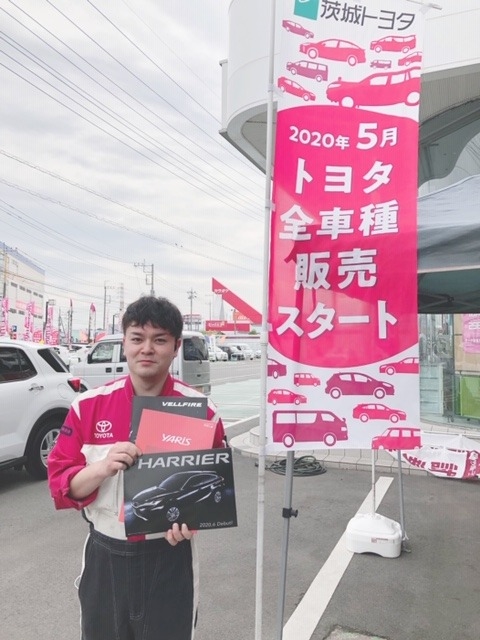 茨城トヨタ
2020年 5月
トヨタ
全車種
販売
スタート
TOYOTA
VELLFIRE
YARIS
HARRIER
2020.6 Debut!